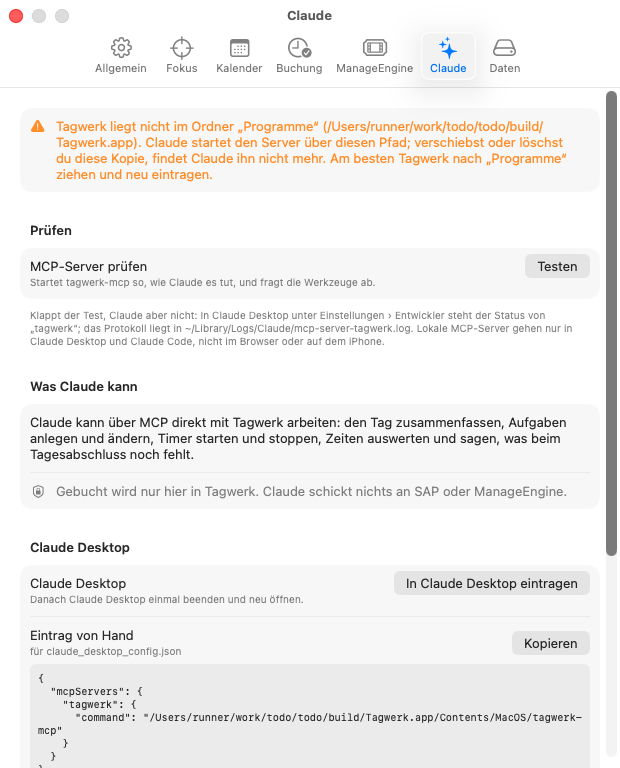 Claude
Allgemein
Fokus
Kalender
Buchung
ManageEngine
Claude
Daten
Tagwerk liegt nicht im Ordner „Programme“ (/Users/runner/work/todo/todo/build/
Tagwerk.app). Claude startet den Server über diesen Pfad; verschiebst oder löschst
du diese Kopie, findet Claude ihn nicht mehr. Am besten Tagwerk nach „Programme“
ziehen und neu eintragen.
Prüfen
MCP-Server prüfen
Testen
Startet tagwerk-mcp so, wie Claude es tut, und fragt die Werkzeuge ab.
Klappt der Test, Claude aber nicht: In Claude Desktop unter Einstellungen › Entwickler steht der Status von
„tagwerk“; das Protokoll liegt in ~/Library/Logs/Claude/mcp-server-tagwerk.log. Lokale MCP-Server gehen nur in
Claude Desktop und Claude Code, nicht im Browser oder auf dem iPhone.
Was Claude kann
Claude kann über MCP direkt mit Tagwerk arbeiten: den Tag zusammenfassen, Aufgaben
anlegen und ändern, Timer starten und stoppen, Zeiten auswerten und sagen, was beim
Tagesabschluss noch fehlt.
Gebucht wird nur hier in Tagwerk. Claude schickt nichts an SAP oder ManageEngine.
Claude Desktop
Claude Desktop
In Claude Desktop eintragen
Danach Claude Desktop einmal beenden und neu öffnen.
Eintrag von Hand
Kopieren
für claude_desktop_config.json
{
"mcpServers": {
"tagwerk": {
"command": "/Users/runner/work/todo/todo/build/Tagwerk.app/Contents/MacOS/tagwerk-
mcp"
}
}
}